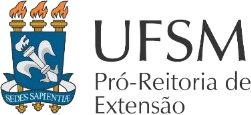 UFSM
Pró-Reitoria de
Extensão
SEDES SAPIENTIÆ